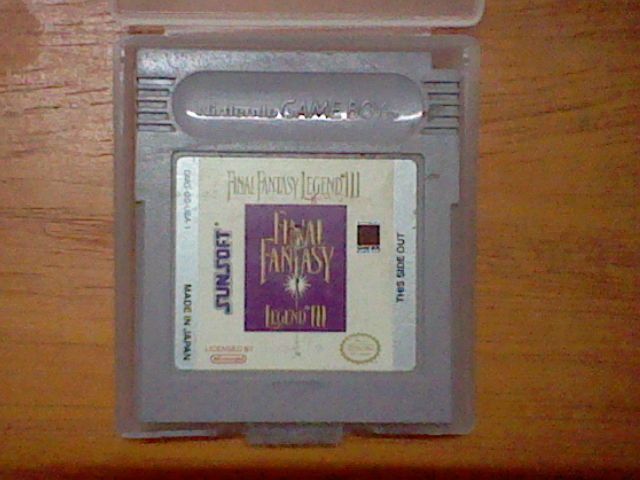 Nintendo GAME BOY
FINAL FANTASY LEGEND III
FINAL
FANTASY
LEGEND III
SUNSOFT
THIS SIDE OUT
MADE IN JAPAN
LICENSED BY
Nintendo